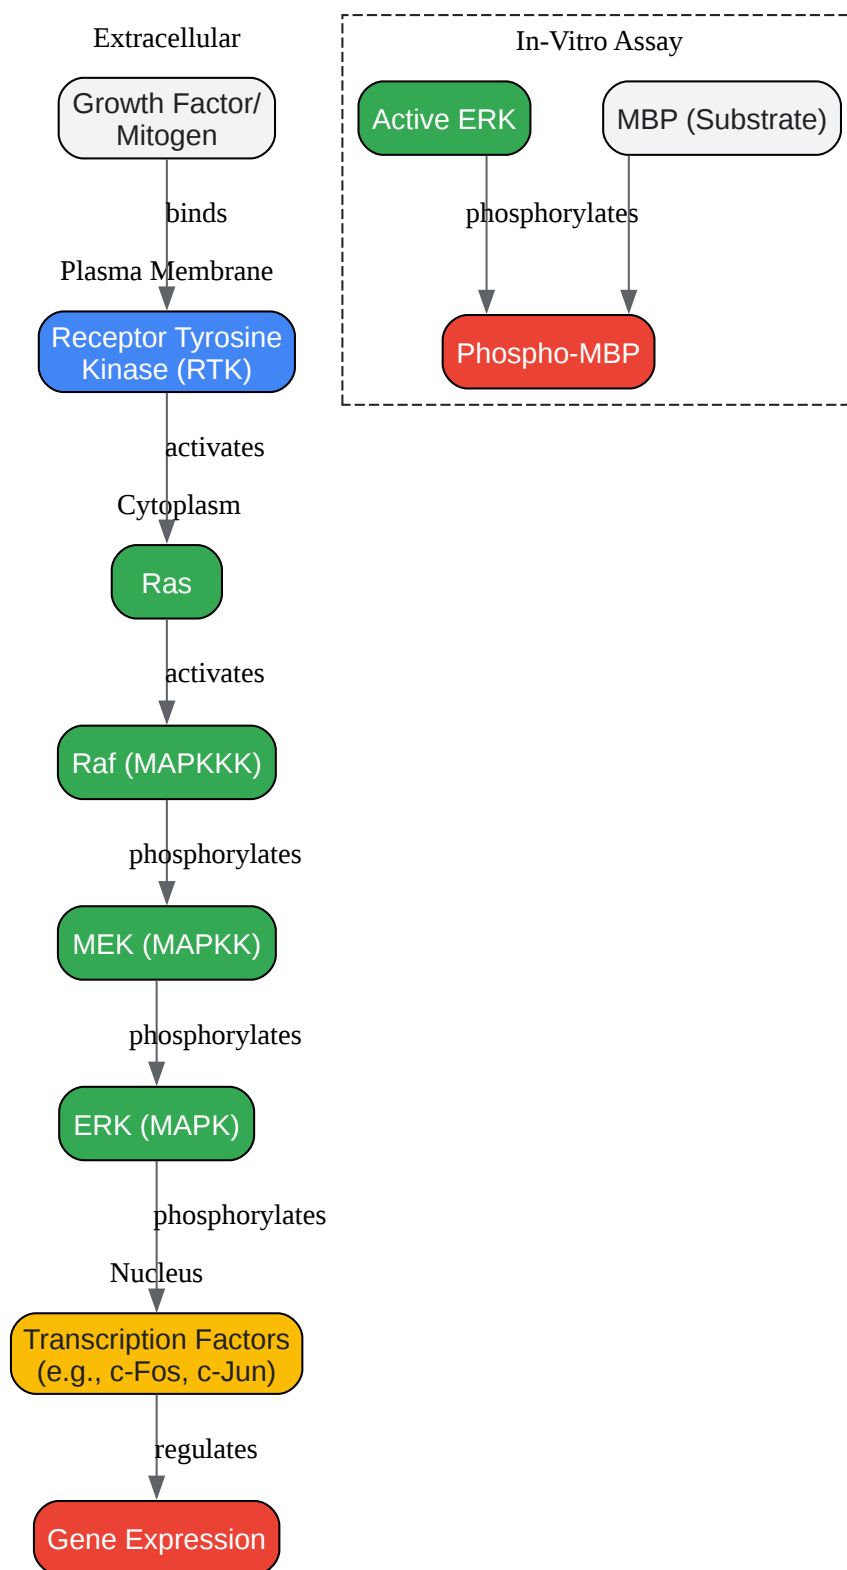 Extracellular
Growth Factor/
Mitogen
binds
Plasma Membrane
Receptor Tyrosine
Kinase (RTK)
activates
Cytoplasm
Ras
activates
Raf (MAPKKK)
phosphorylates
MEK (MAPKK)
phosphorylates
ERK (MAPK)
phosphorylates
Nucleus
Transcription Factors
(e.g., c-Fos, c-Jun)
regulates
Gene Expression
In-Vitro Assay
Active ERK
MBP (Substrate)
phosphorylates
Phospho-MBP